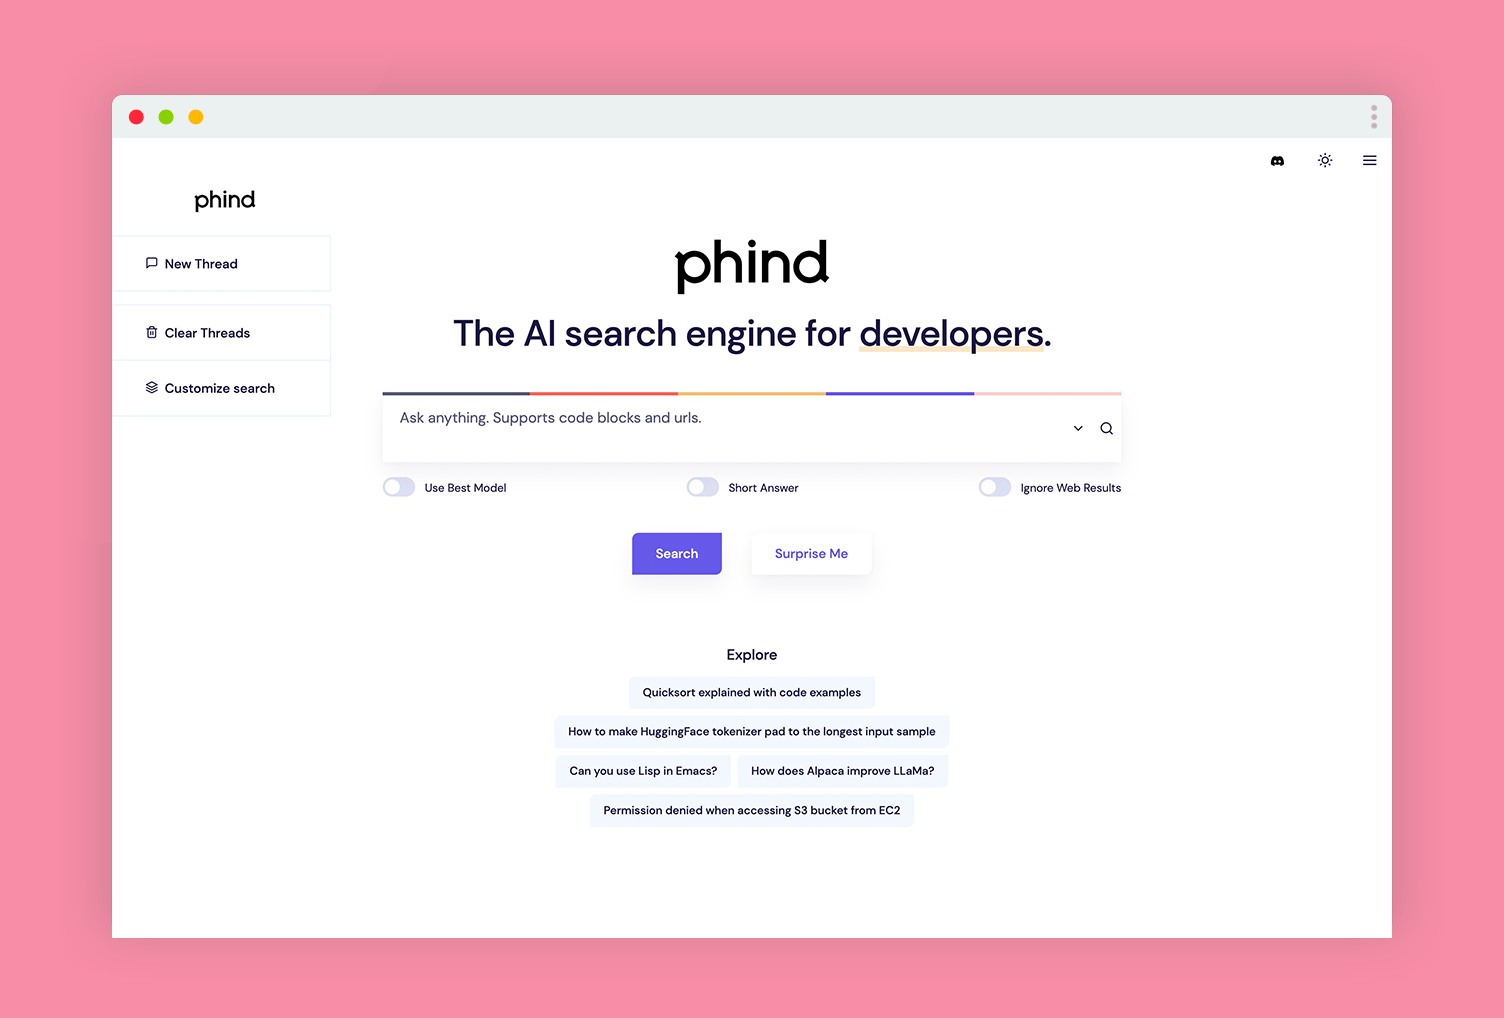 phind
New Thread
Clear Threads
Customize search
phind
The AI search engine for developers.
Ask anything. Supports code blocks and urls.
Use Best Model
Short Answer
Ignore Web Results
Search
Surprise Me
Explore
Quicksort explained with code examples
How to make HuggingFace tokenizer pad to the longest input sample
Can you use Lisp in Emacs?
How does Alpaca improve LLaMa?
Permission denied when accessing S3 bucket from EC2